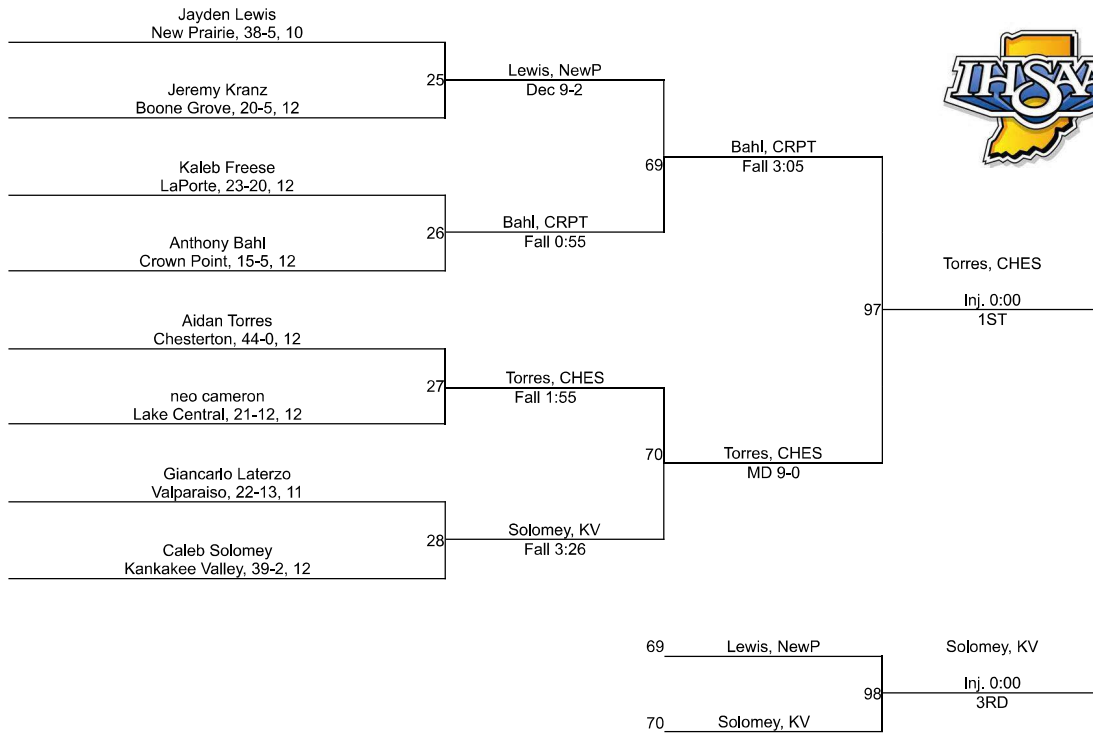 Jayden Lewis
New Prairie, 38-5, 10
25
Jeremy Kranz
Boone Grove, 20-5, 12
Lewis, NewP
Dec 9-2
Kaleb Freese
LaPorte, 23-20, 12
26
Anthony Bahl
Crown Point, 15-5, 12
Bahl, CRPT
Fall 0:55
69
Bahl, CRPT
Fall 3:05
Aidan Torres
Chesterton, 44-0, 12
27
neo cameron
Lake Central, 21-12, 12
Torres, CHES
Fall 1:55
Giancarlo Laterzo
Valparaiso, 22-13, 11
28
Caleb Solomey
Kankakee Valley, 39-2, 12
Solomey, KV
Fall 3:26
70
Torres, CHES
MD 9-0
97
Torres, CHES
Inj. 0:00
1ST
IHSAA
69
Lewis, NewP
70
Solomey, KV
98
Solomey, KV
Inj. 0:00
3RD